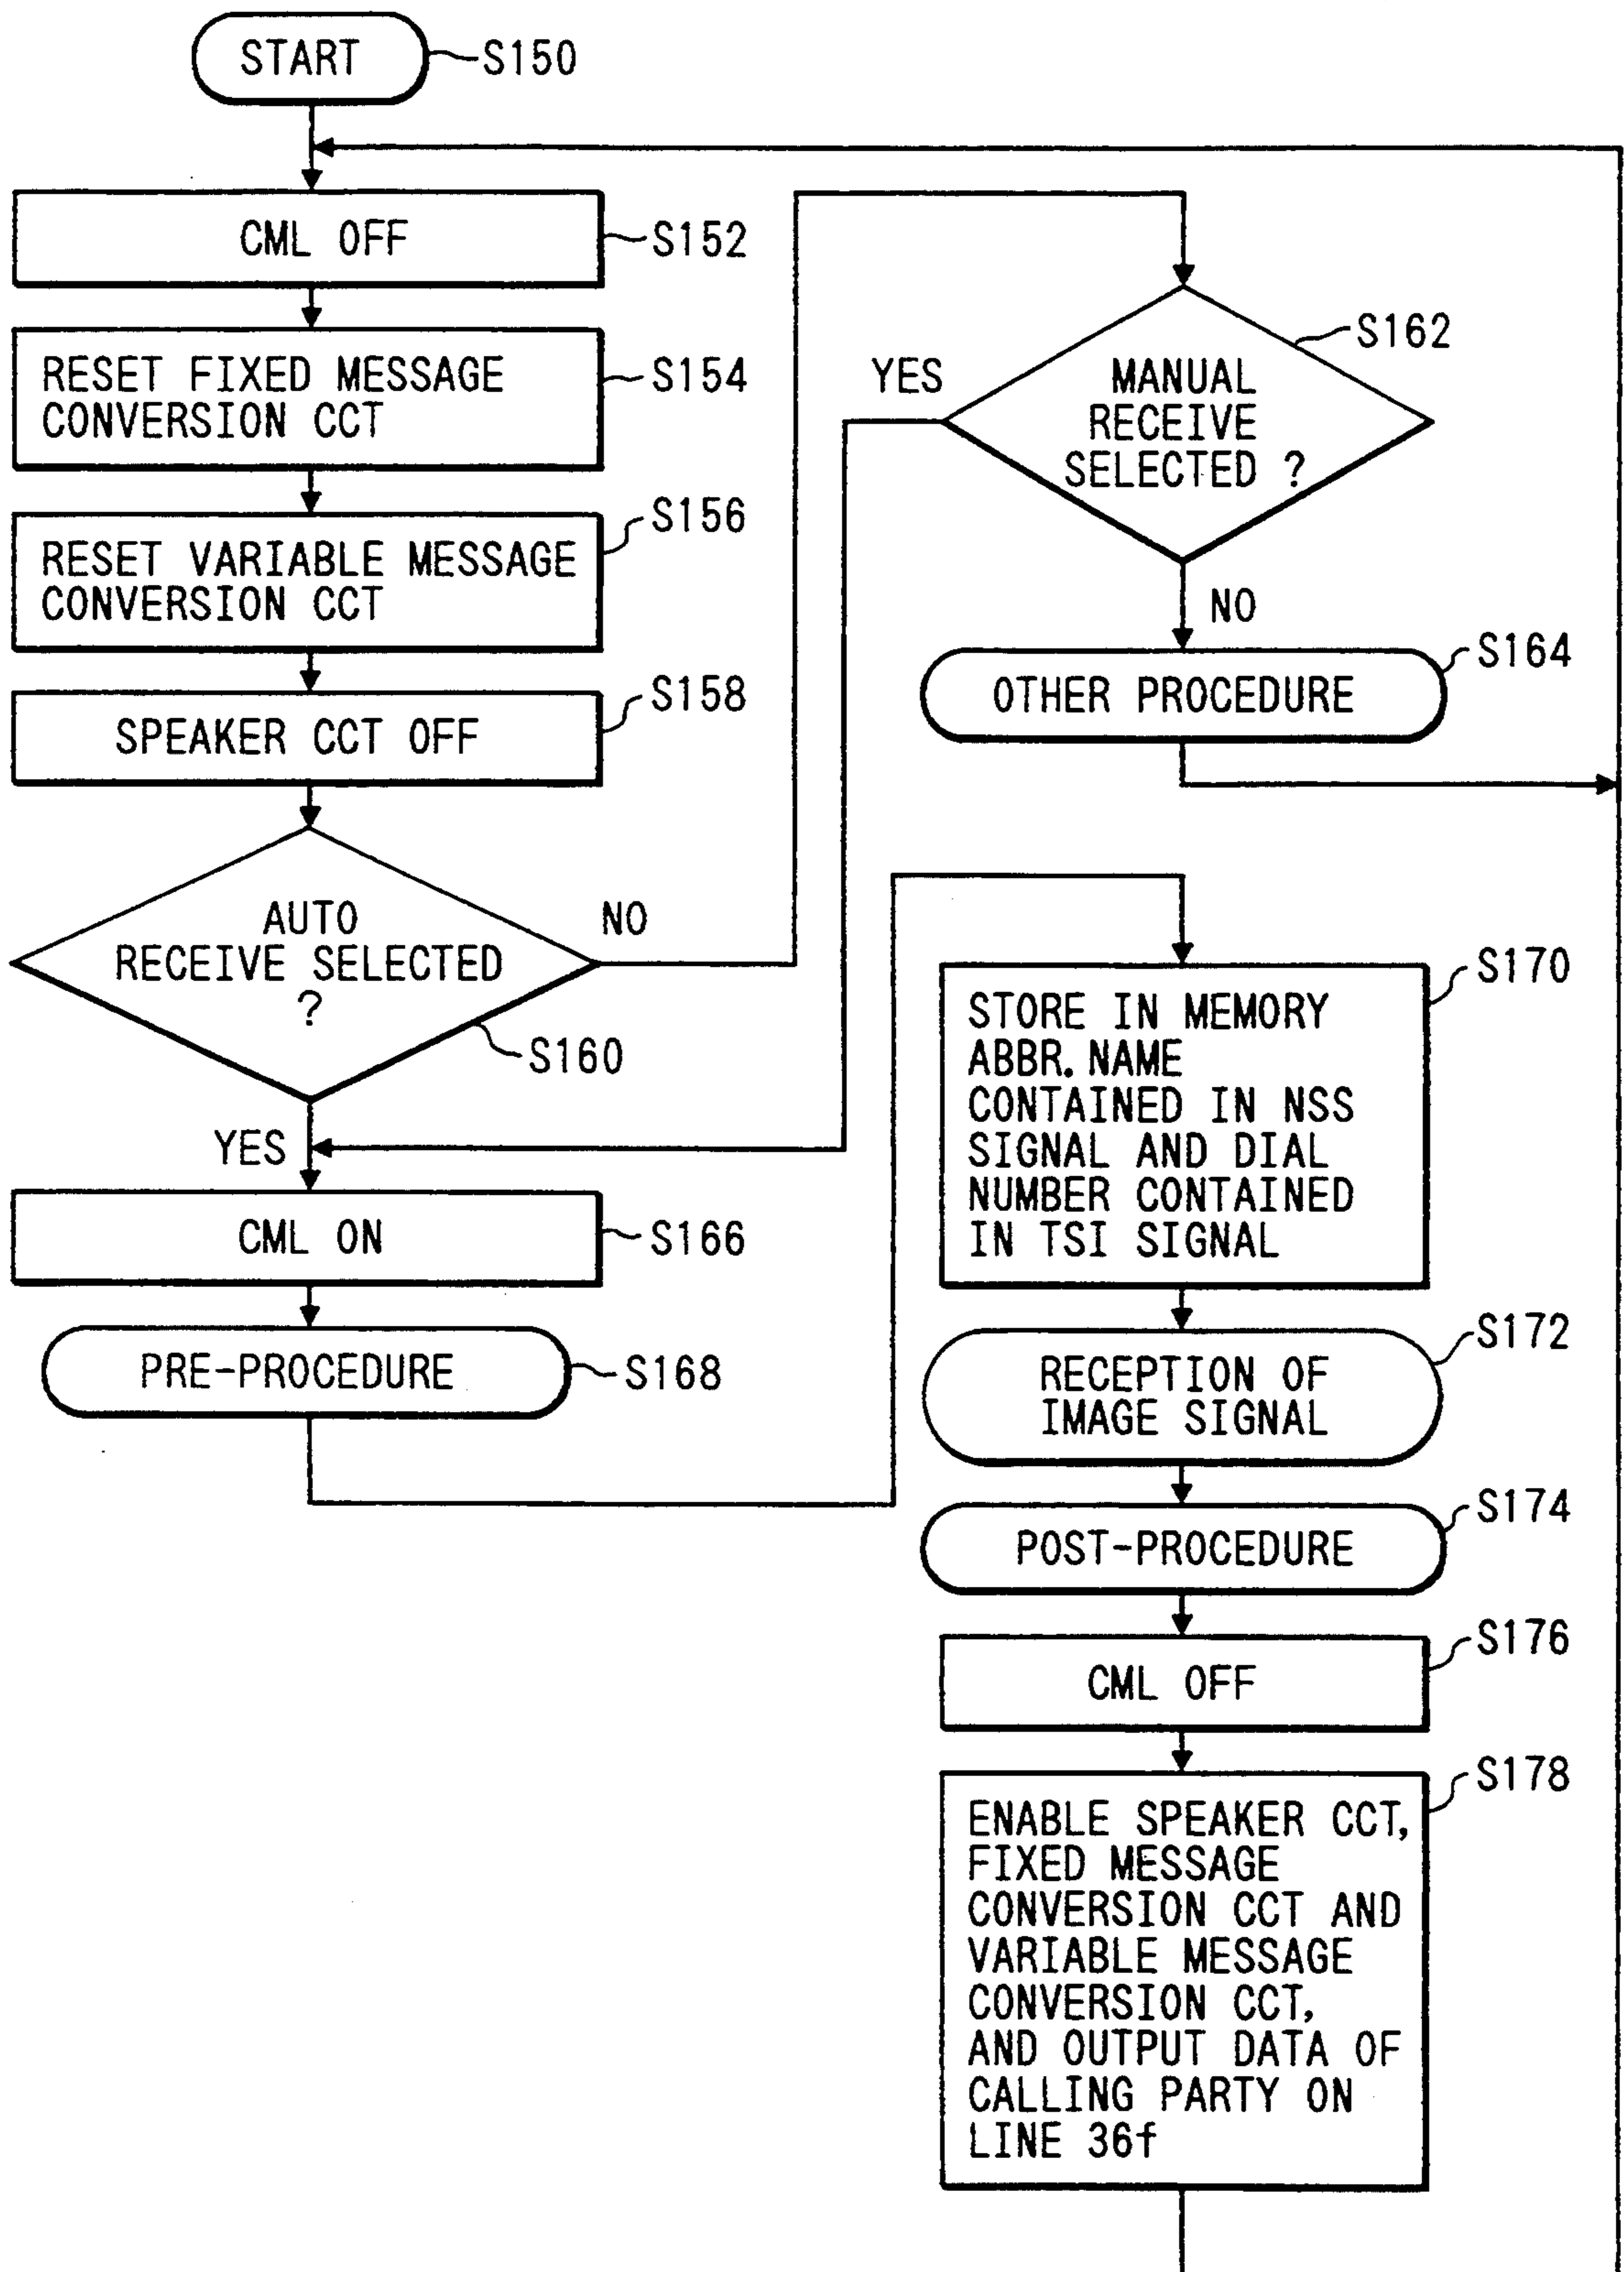 START
S150
CML OFF
S152
RESET FIXED MESSAGE
CONVERSION CCT
S154
RESET VARIABLE MESSAGE
CONVERSION CCT
S156
SPEAKER CCT OFF
S158
AUTO
RECEIVE SELECTED
?
NO
S160
YES
MANUAL
RECEIVE
SELECTED ?
S162
YES
NO
OTHER PROCEDURE
S164
CML ON
S166
PRE-PROCEDURE
S168
STORE IN MEMORY
ABBR. NAME
CONTAINED IN NSS
SIGNAL AND DIAL
NUMBER CONTAINED
IN TSI SIGNAL
S170
RECEPTION OF
IMAGE SIGNAL
S172
POST-PROCEDURE
S174
CML OFF
S176
ENABLE SPEAKER CCT,
FIXED MESSAGE
CONVERSION CCT AND
VARIABLE MESSAGE
CONVERSION CCT,
AND OUTPUT DATA OF
CALLING PARTY ON
LINE 36f
S178